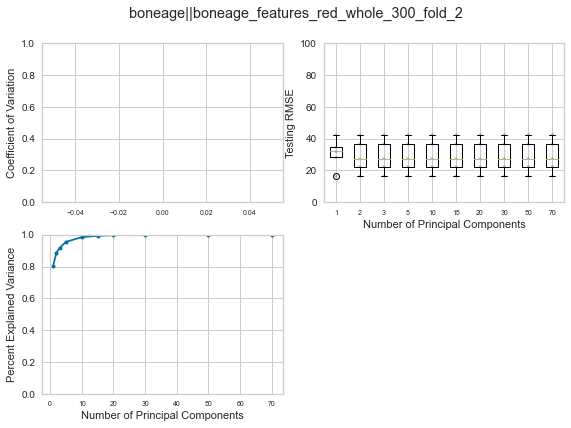 boneage||boneage_features_red_whole_300_fold_2
Coefficient of Variation
1.0
0.8
0.6
0.4
0.2
0.0
−0.04 −0.02 0.00 0.02 0.04
Testing RMSE
100
80
60
40
20
0
1 2 3 5 10 15 20 30 50 70
Number of Principal Components
Percent Explained Variance
1.0
0.8
0.6
0.4
0.2
0.0
0 10 20 30 40 50 60 70
Number of Principal Components